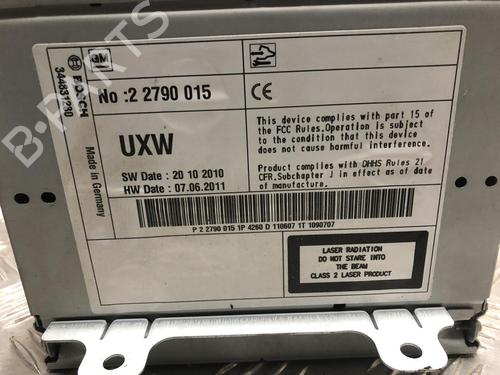 GM
BOSCH
344831230
Made in Germany
No :2 2790 015
UXW
SW Date : 20 10 2010
HW Date : 07.06.2011
CE
This device complies with part 15 of
the FCC Rules.Operation is subject
to the condition that this device
does not cause harmful interference.
Product complies with DHHS Rules 21
CFR,Subchapter J in effect as of date
of manufacture.
P 2 2790 015 1P 4260 D 110607 1T 1090707
LASER RADIATION
DO NOT STARE INTO
THE BEAM
CLASS 2 LASER PRODUCT
B-PARTS